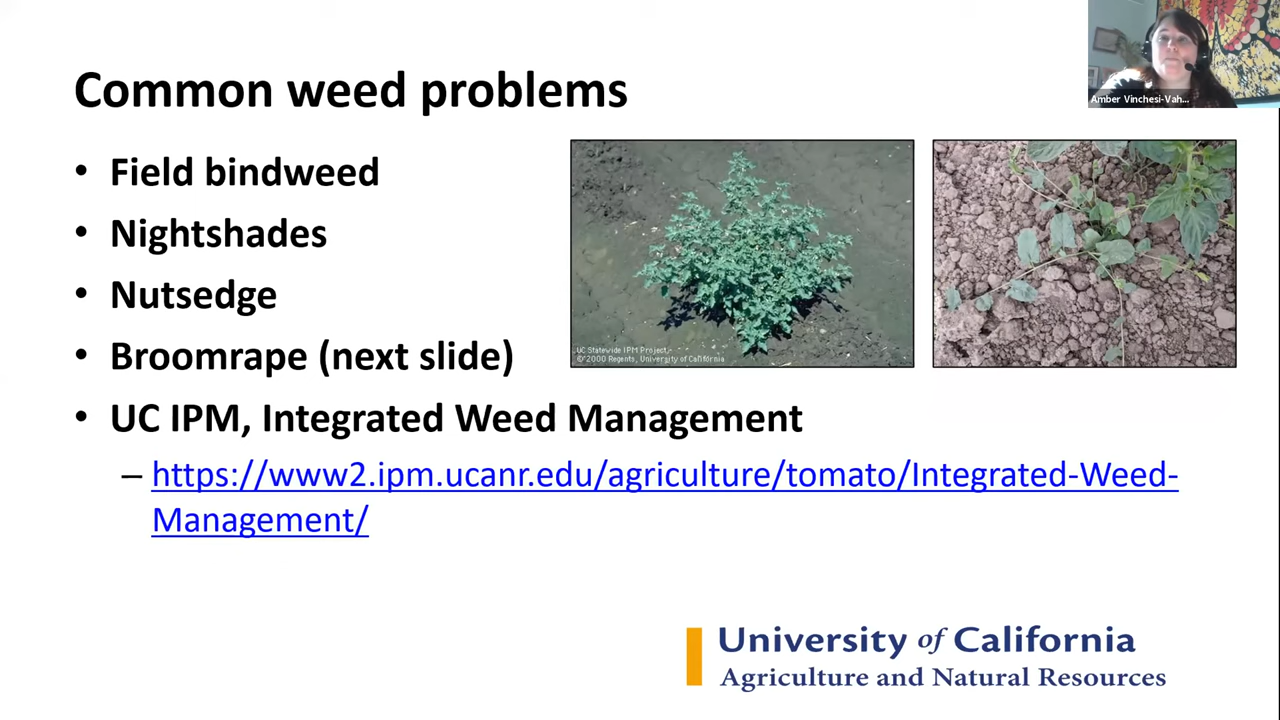 Common weed problems
Amber Vinchesi-Vah...
• Field bindweed
• Nightshades
• Nutsedge
• Broomrape (next slide)
UC Statewide IPM Project
© 2000 Regents, University of California
• UC IPM, Integrated Weed Management
– https://www2.ipm.ucanr.edu/agriculture/tomato/Integrated-Weed-
Management/
University of California
Agriculture and Natural Resources